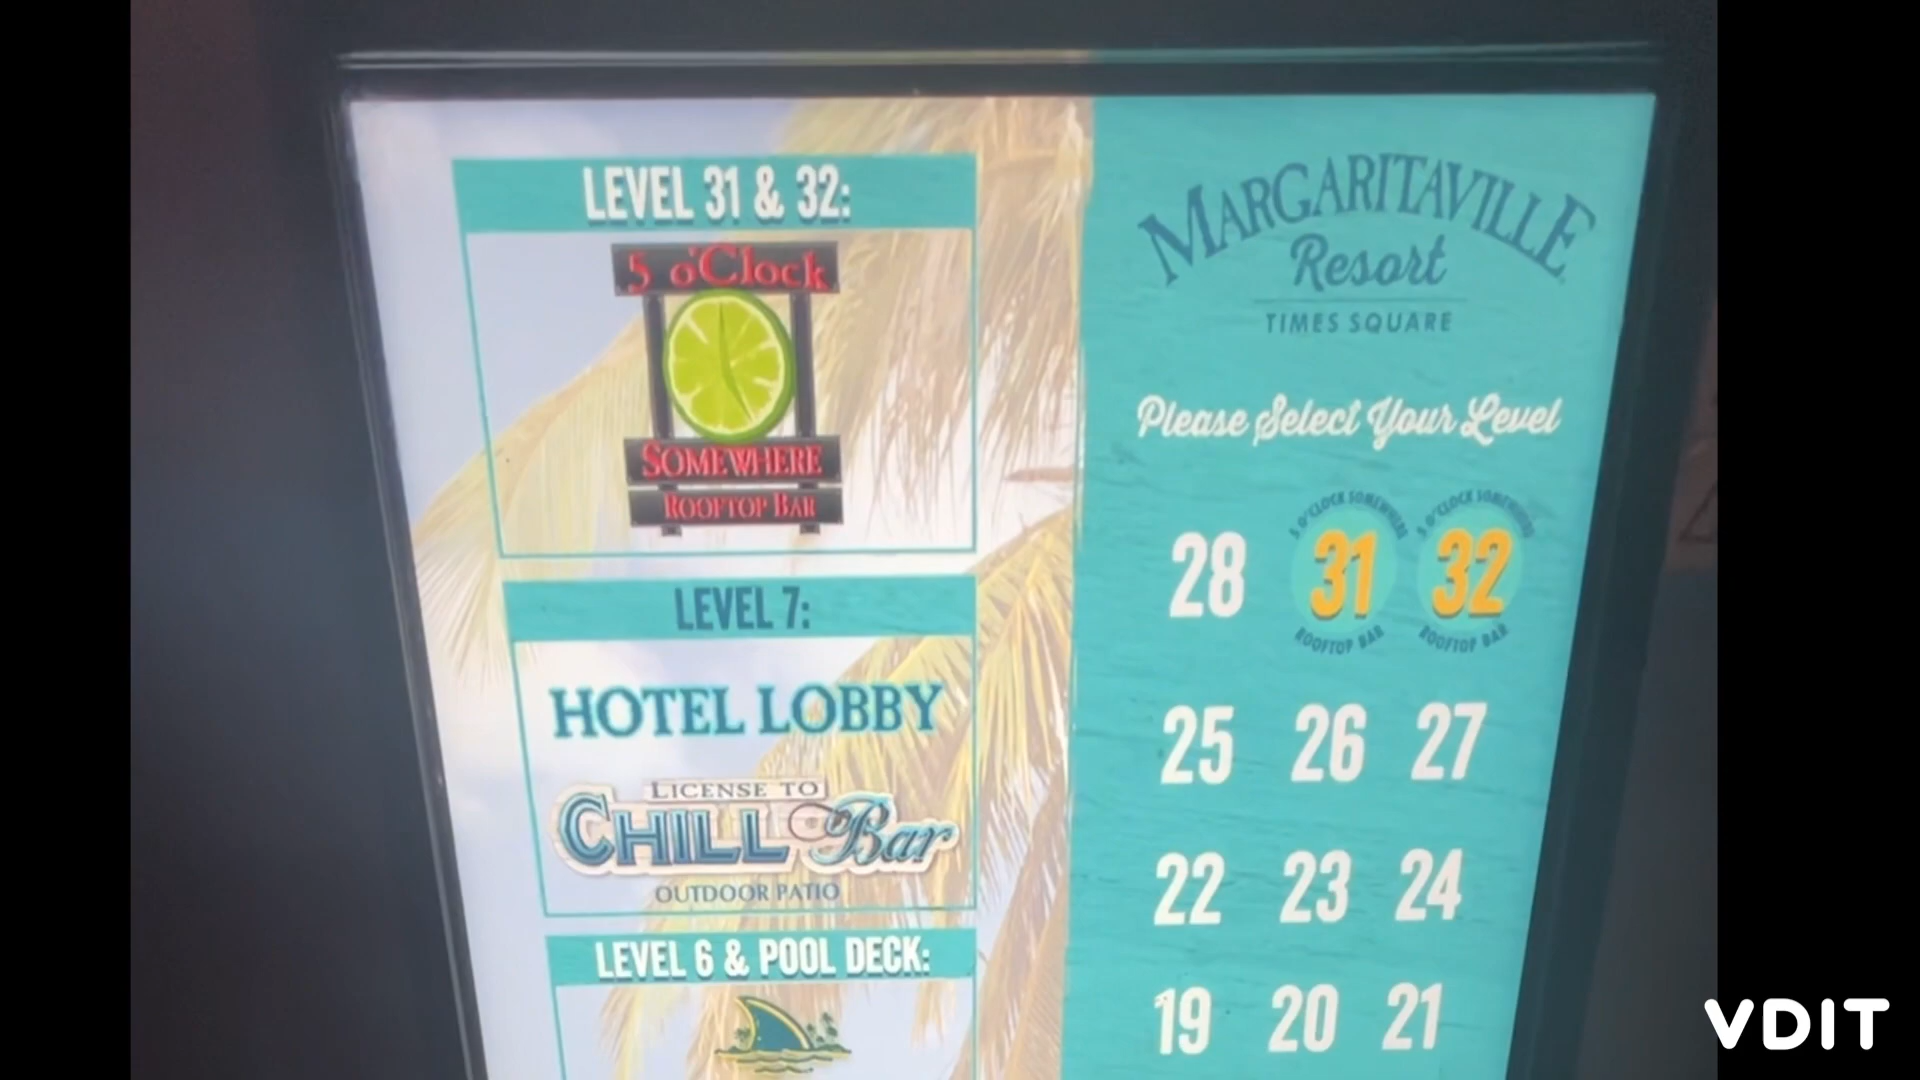 LEVEL 31 & 32:
5 o'Clock
SOMEWHERE
ROOFTOP BAR
LEVEL 7:
HOTEL LOBBY
LICENSE TO
CHILL Bar
OUTDOOR PATIO
LEVEL 6 & POOL DECK:
MARGARITAVILLE
Resort
TIMES SQUARE
Please Select Your Level
5 O'CLOCK SOMEWHERE
5 O'CLOCK SOMEWHERE
28 31 32
ROOFTOP BAR
ROOFTOP BAR
25 26 27
22 23 24
19 20 21
VDIT